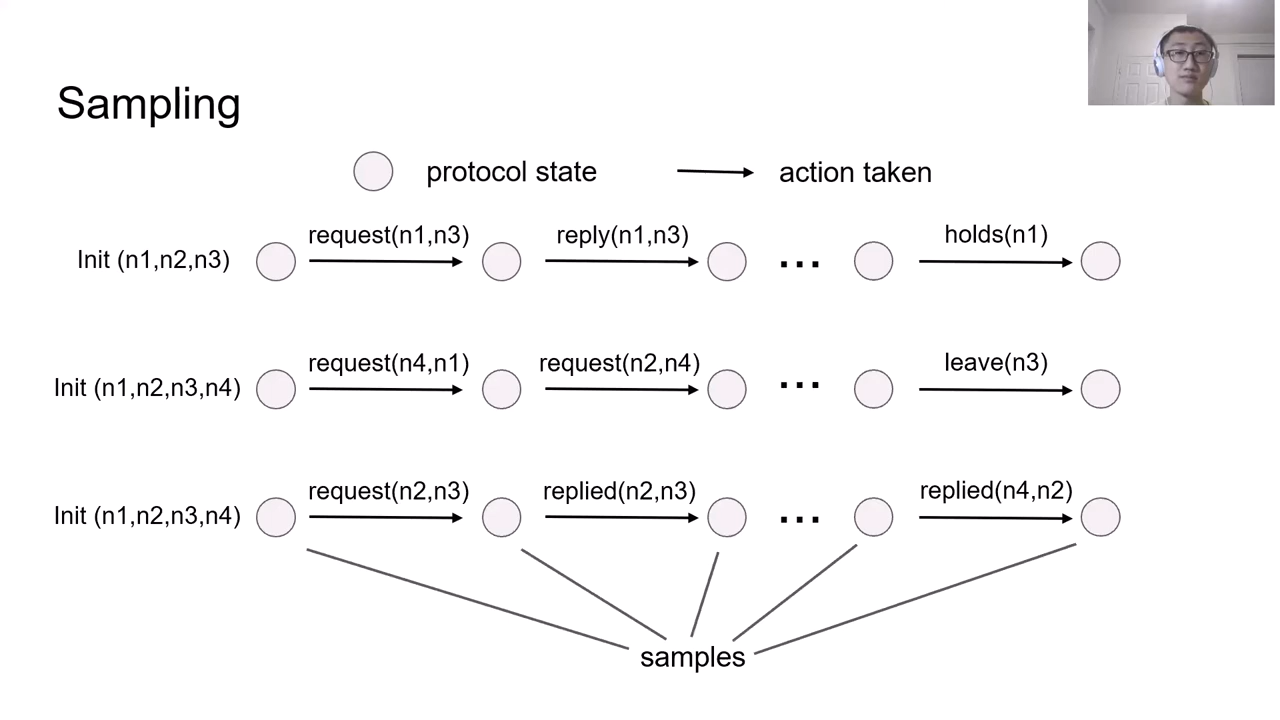 Sampling
protocol state
action taken
Init (n1,n2,n3)
request(n1,n3)
reply(n1,n3)
...
holds(n1)
Init (n1,n2,n3,n4)
request(n4,n1)
request(n2,n4)
...
leave(n3)
Init (n1,n2,n3,n4)
request(n2,n3)
replied(n2,n3)
...
replied(n4,n2)
samples